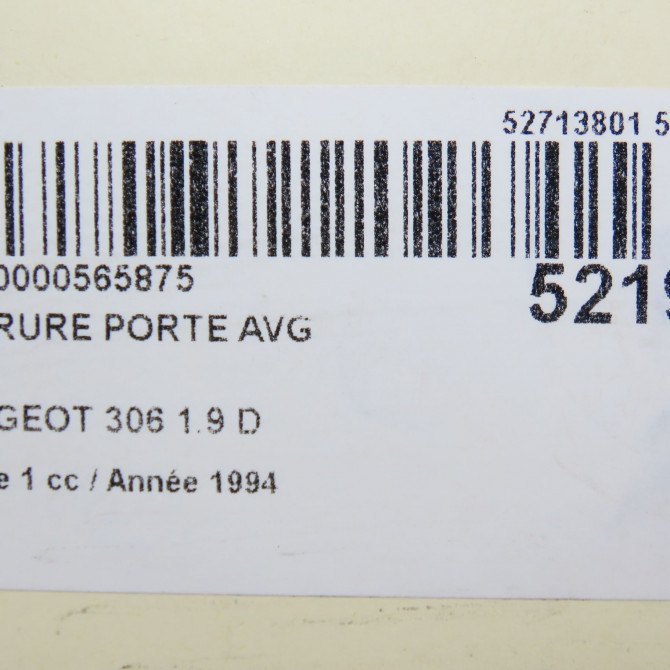 52713801 5
0000565875
5219
RURE PORTE AVG
GEOT 306 1.9 D
e 1 cc / Année 1994